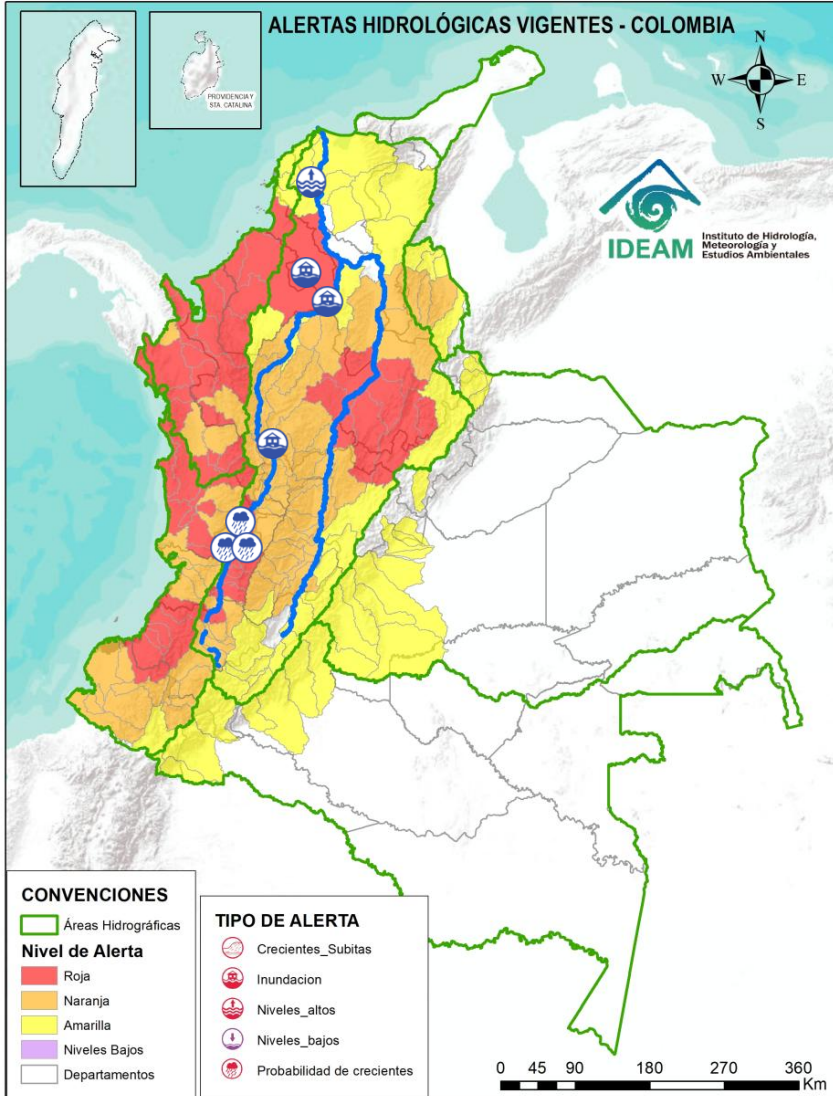 ALERTAS HIDROLÓGICAS VIGENTES - COLOMBIA
PROVIDENCIA Y
STA. CATALINA
N
W
E
S
IDEAM
Instituto de Hidrología,
Meteorología y
Estudios Ambientales
CONVENCIONES
Áreas Hidrográficas
Nivel de Alerta
Roja
Naranja
Amarilla
Niveles Bajos
Departamentos
TIPO DE ALERTA
Crecientes_Subitas
Inundacion
Niveles_altos
Niveles_bajos
Probabilidad de crecientes
0 45 90 180 270 360
Km